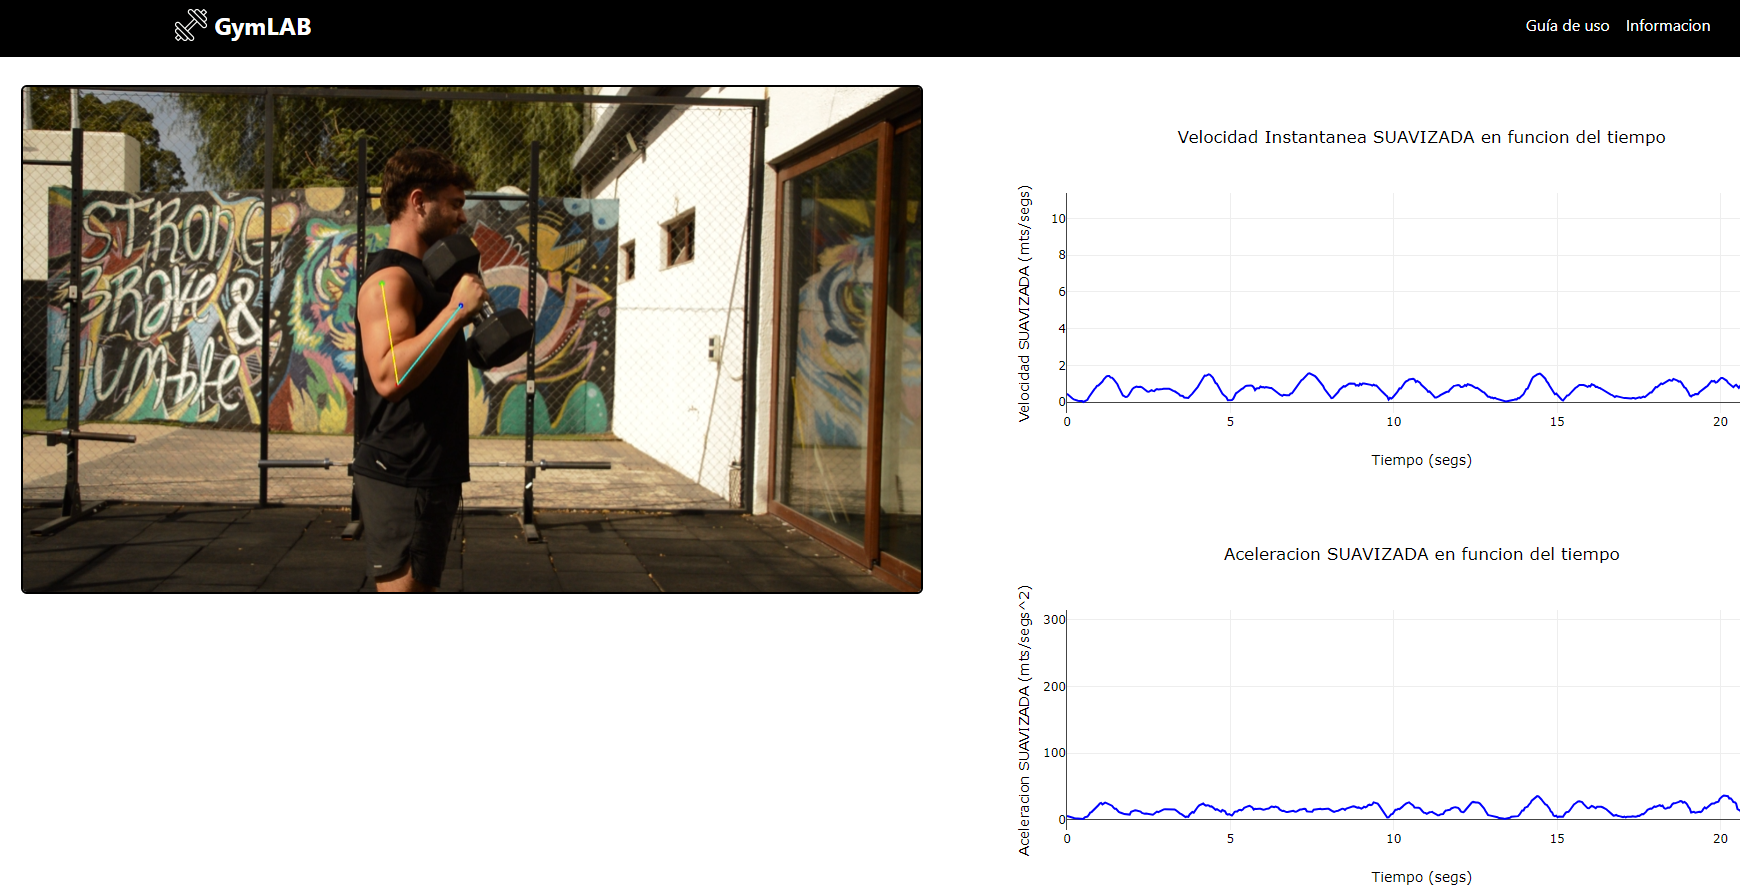 GymLAB
Guía de uso Informacion
STRONG
BRAVE &
HUMBLE
Velocidad Instantanea SUAVIZADA en funcion del tiempo
Velocidad SUAVIZADA (mts/segs)
10
8
6
4
2
0
0 5 10 15 20
Tiempo (segs)
Aceleracion SUAVIZADA en funcion del tiempo
Aceleracion SUAVIZADA (mts/segs^2)
300
200
100
0
0 5 10 15 20
Tiempo (segs)